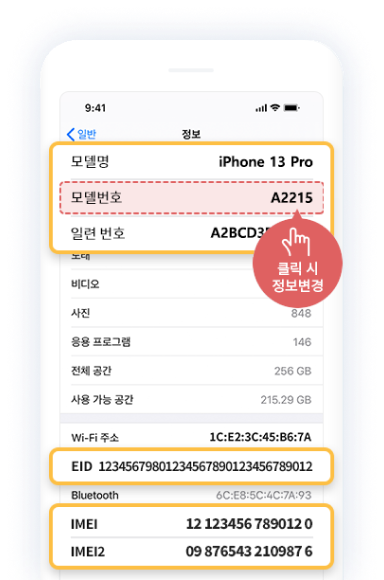 9:41
일반 정보
모델명 iPhone 13 Pro
모델번호 A2215
일련 번호 A2BCD3
클릭 시
정보변경
노래
비디오
사진 848
응용 프로그램 146
전체 공간 256 GB
사용 가능 공간 215.29 GB
Wi-Fi 주소 1C:E2:3C:45:B6:7A
EID 12345679801234567890123456789012
Bluetooth 6C:E8:5C:4C:7A:93
IMEI 12 123456 789012 0
IMEI2 09 876543 210987 6